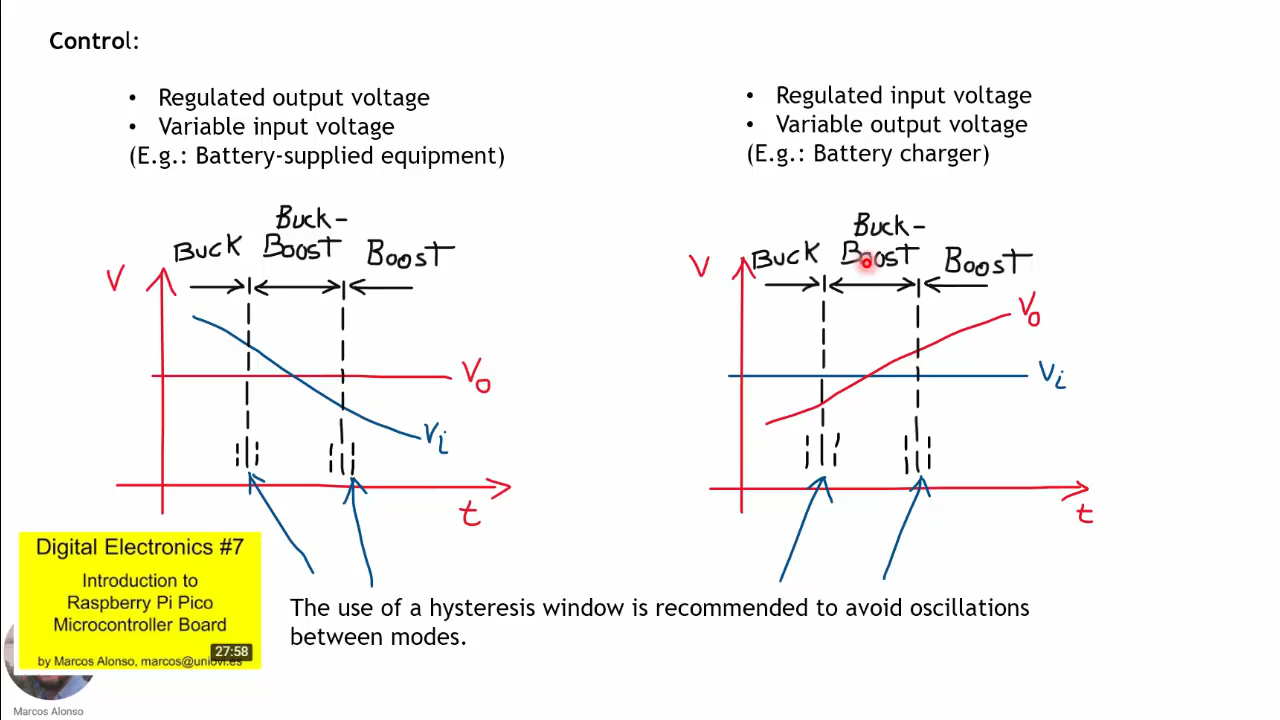 Control:
• Regulated output voltage
• Variable input voltage
(E.g.: Battery-supplied equipment)
• Regulated input voltage
• Variable output voltage
(E.g.: Battery charger)
Buck-
Buck Boost Boost
V
Vo
Vi
t
Buck-
Buck Boost Boost
V
Vo
Vi
t
The use of a hysteresis window is recommended to avoid oscillations
between modes.
Digital Electronics #7
Introduction to
Raspberry Pi Pico
Microcontroller Board
27:58
by Marcos Alonso, marcos@uniovi.es
Marcos Alonso